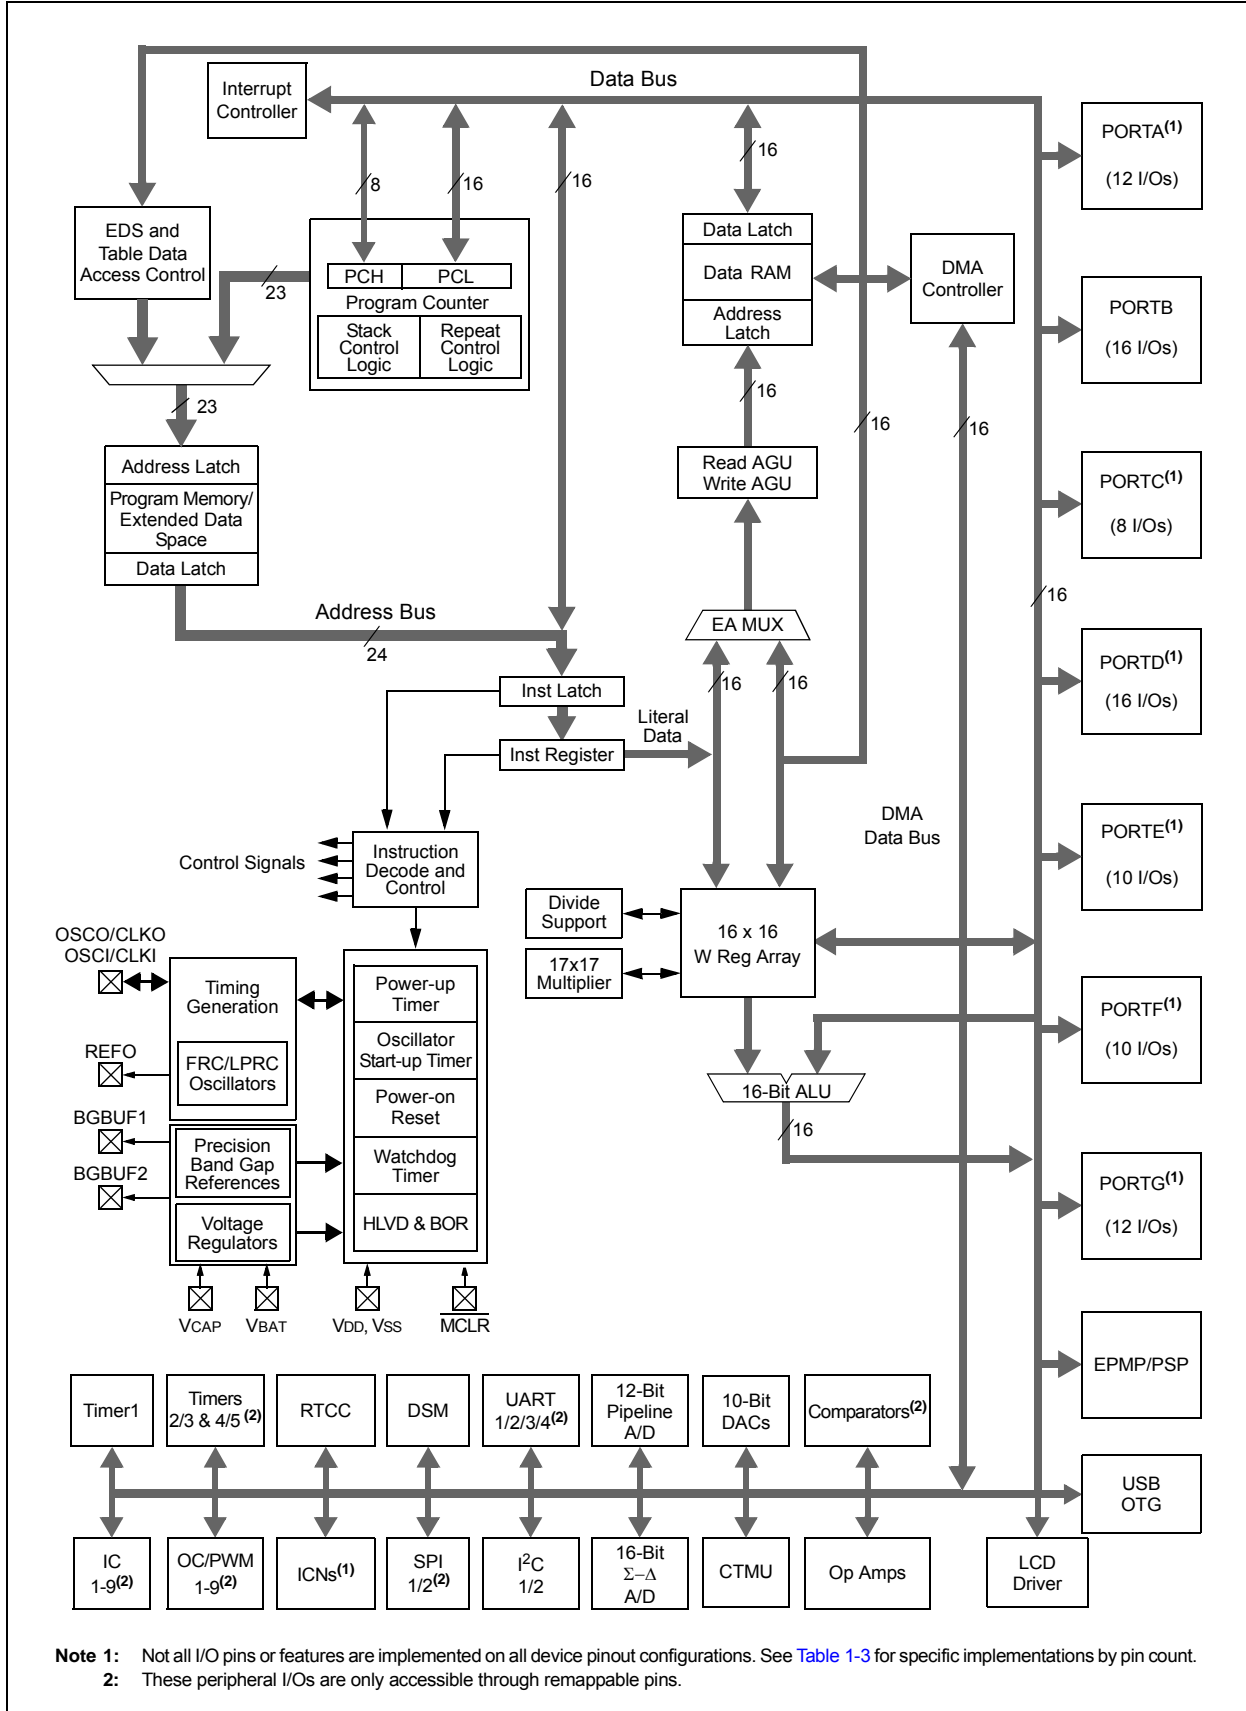 Data Bus
Interrupt
Controller
PORTA(1)
(12 I/Os)
8
16
16
16
EDS and
Table Data
Access Control
23
PCH
PCL
Program Counter
Stack
Control
Logic
Repeat
Control
Logic
Data Latch
Data RAM
Address
Latch
DMA
Controller
PORTB
(16 I/Os)
23
16
16
16
Address Latch
Program Memory/
Extended Data
Space
Data Latch
Read AGU
Write AGU
PORTC(1)
(8 I/Os)
16
Address Bus
24
EA MUX
16
16
Inst Latch
Literal
Data
Inst Register
PORTD(1)
(16 I/Os)
DMA
Data Bus
PORTE(1)
(10 I/Os)
Control Signals
Instruction
Decode and
Control
Divide
Support
17x17
Multiplier
16 x 16
W Reg Array
OSCO/CLKO
OSCI/CLKI
Timing
Generation
REFO
FRC/LPRC
Oscillators
Power-up
Timer
Oscillator
Start-up Timer
Power-on
Reset
Watchdog
Timer
HLVD & BOR
16-Bit ALU
16
PORTF(1)
(10 I/Os)
BGBUF1
BGBUF2
Precision
Band Gap
References
Voltage
Regulators
PORTG(1)
(12 I/Os)
VCAP
VBAT
VDD, VSS
MCLR
EPMP/PSP
Timer1
Timers
2/3 & 4/5(2)
RTCC
DSM
UART
1/2/3/4(2)
12-Bit
Pipeline
A/D
10-Bit
DACs
Comparators(2)
USB
OTG
IC
1-9(2)
OC/PWM
1-9(2)
ICNs(1)
SPI
1/2(2)
I2C
1/2
16-Bit
Σ–Δ
A/D
CTMU
Op Amps
LCD
Driver
Note 1: Not all I/O pins or features are implemented on all device pinout configurations. See Table 1-3 for specific implementations by pin count.
2: These peripheral I/Os are only accessible through remappable pins.